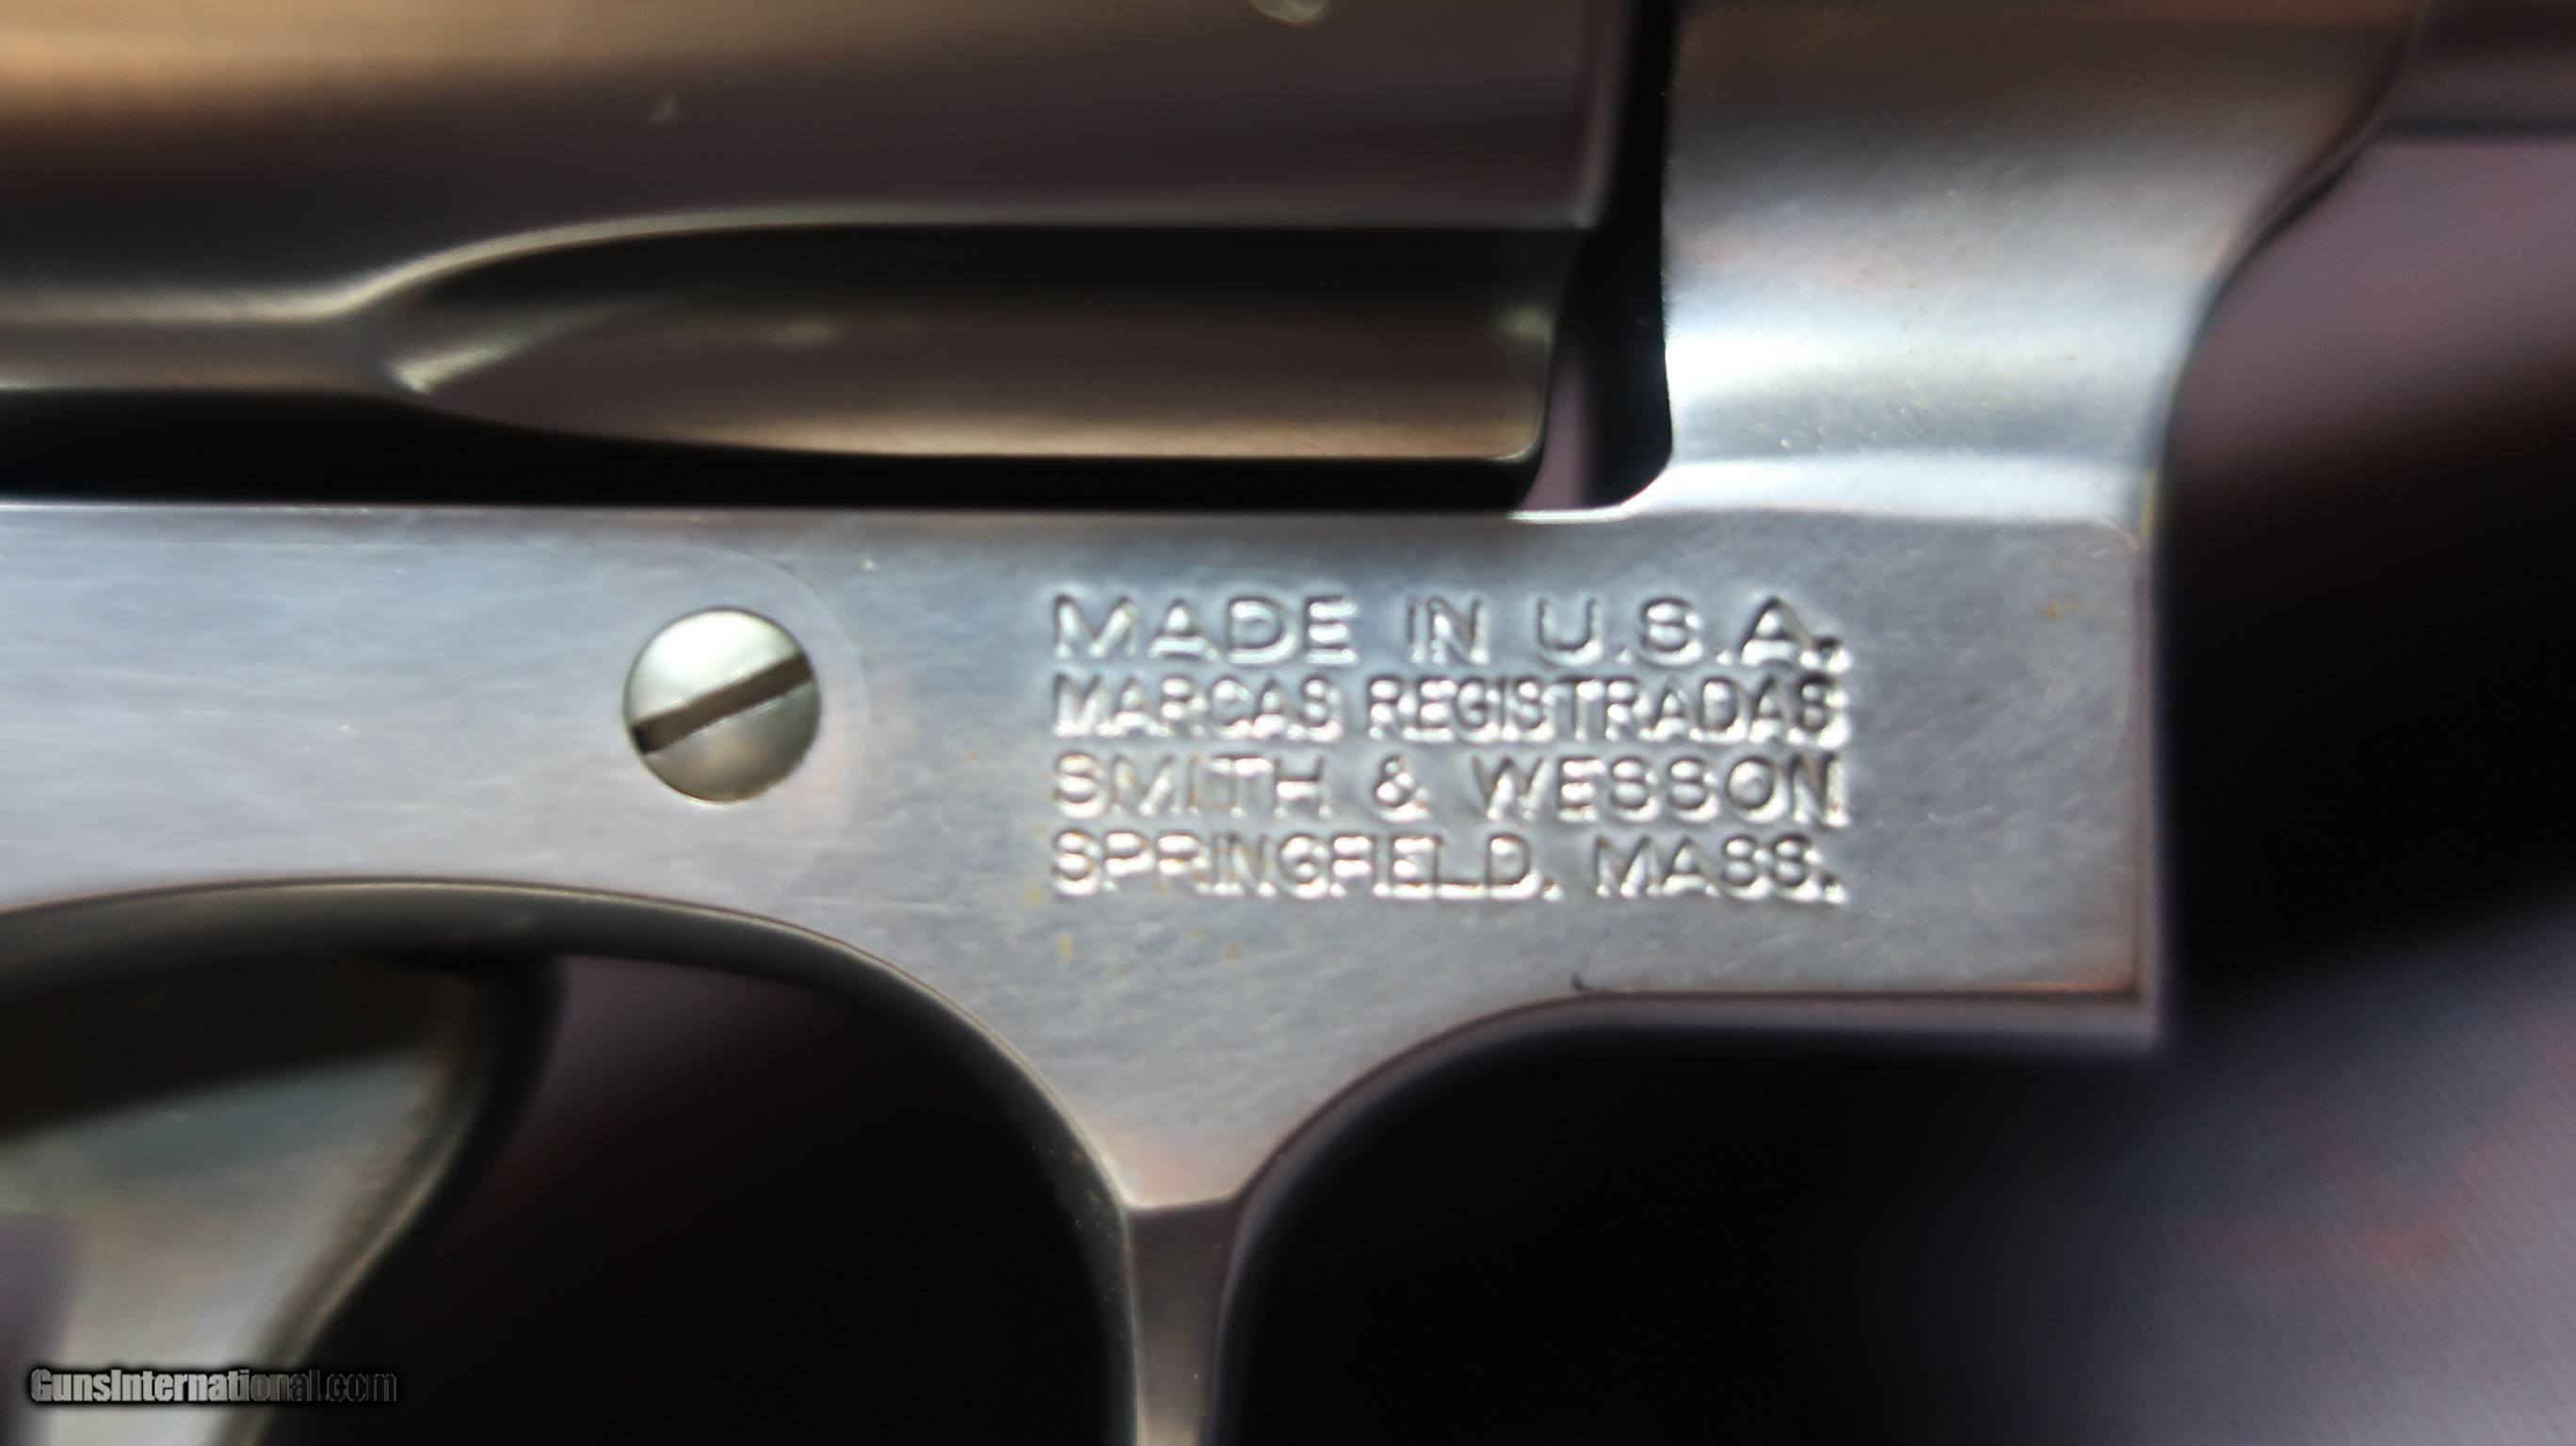 MADE IN U.S.A.
MARCAS REGISTRADAS
SMITH & WESSON
SPRINGFIELD, MASS.
GunsInternational.com